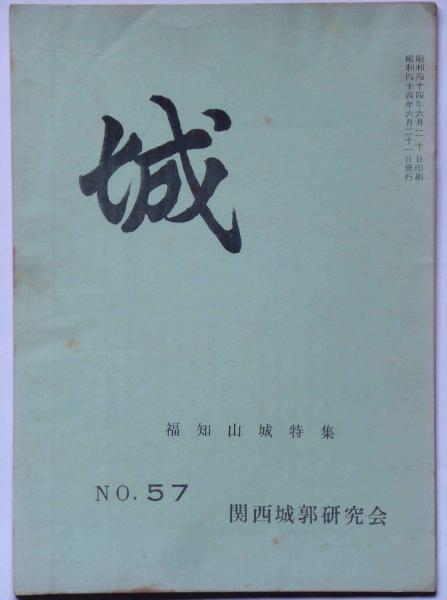 昭和四十四年六月二十日印刷
昭和四十四年六月二十一日発行
城
福知山城特集
NO.57
関西城郭研究会